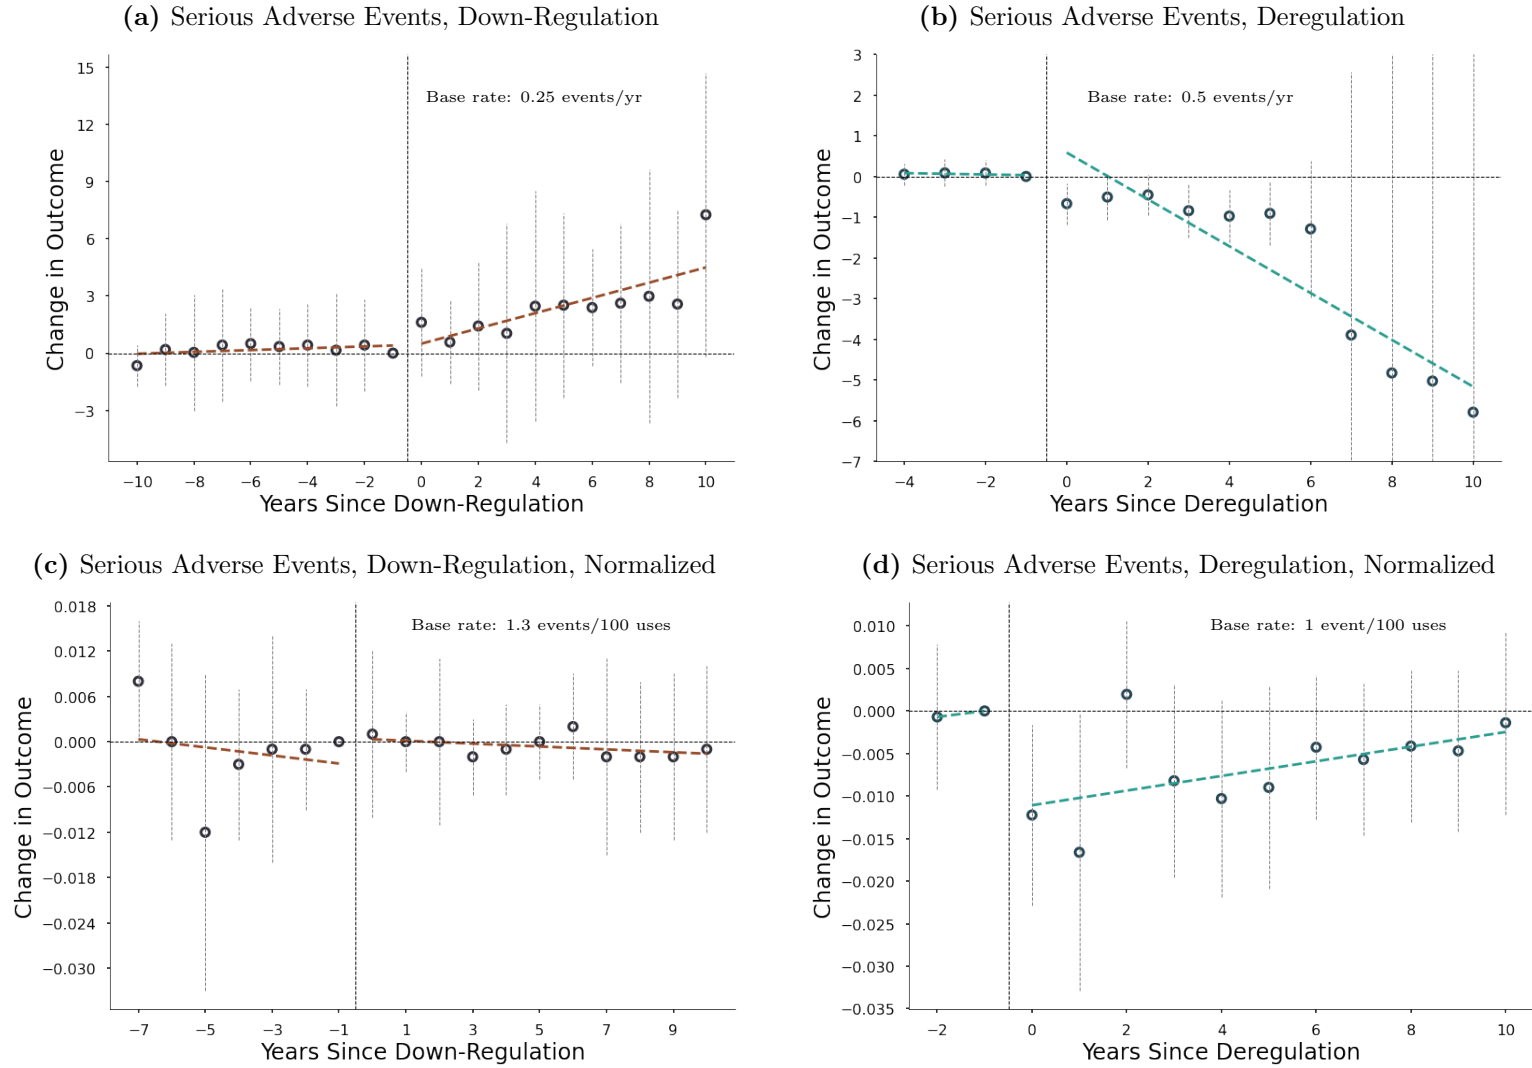 (a) Serious Adverse Events, Down-Regulation
15
12
9
6
3
0
−3
Change in Outcome
Base rate: 0.25 events/yr
−10 −8 −6 −4 −2 0 2 4 6 8 10
Years Since Down-Regulation
(b) Serious Adverse Events, Deregulation
3
2
1
0
−1
−2
−3
−4
−5
−6
−7
Change in Outcome
Base rate: 0.5 events/yr
−4 −2 0 2 4 6 8 10
Years Since Deregulation
(c) Serious Adverse Events, Down-Regulation, Normalized
0.018
0.012
0.006
0.000
−0.006
−0.012
−0.018
−0.024
−0.030
Change in Outcome
Base rate: 1.3 events/100 uses
−7 −5 −3 −1 1 3 5 7 9
Years Since Down-Regulation
(d) Serious Adverse Events, Deregulation, Normalized
0.010
0.005
0.000
−0.005
−0.010
−0.015
−0.020
−0.025
−0.030
−0.035
Change in Outcome
Base rate: 1 event/100 uses
−2 0 2 4 6 8 10
Years Since Deregulation